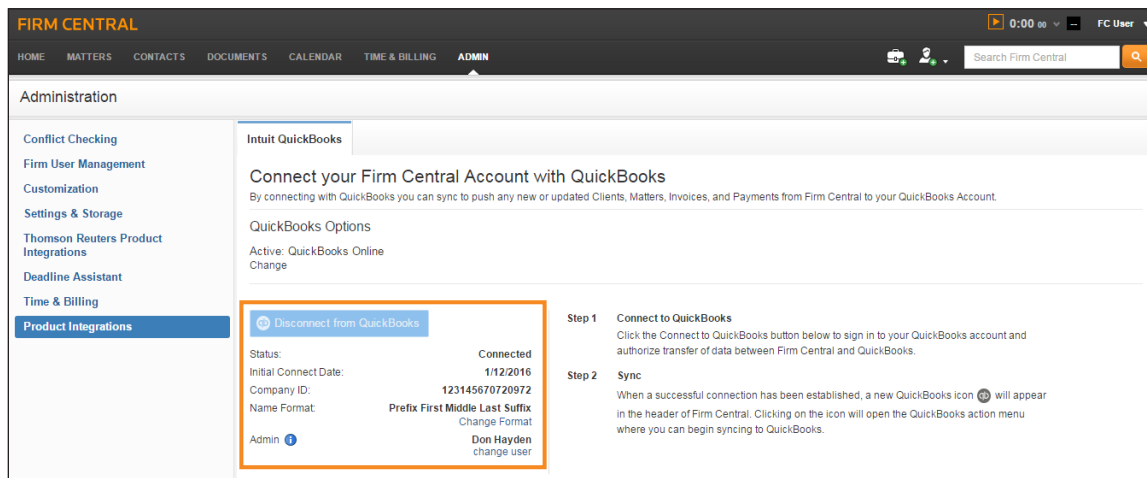 FIRM CENTRAL
0:00 00
FC User
HOME MATTERS CONTACTS DOCUMENTS CALENDAR TIME & BILLING ADMIN
Search Firm Central
Administration
Conflict Checking
Firm User Management
Customization
Settings & Storage
Thomson Reuters Product
Integrations
Deadline Assistant
Time & Billing
Product Integrations
Intuit QuickBooks
Connect your Firm Central Account with QuickBooks
By connecting with QuickBooks you can sync to push any new or updated Clients, Matters, Invoices, and Payments from Firm Central to your QuickBooks Account.
QuickBooks Options
Active: QuickBooks Online
Change
qb Disconnect from QuickBooks
Status: Connected
Initial Connect Date: 1/12/2016
Company ID: 123145670720972
Name Format: Prefix First Middle Last Suffix
Change Format
Admin i Don Hayden
change user
Step 1 Connect to QuickBooks
Click the Connect to QuickBooks button below to sign in to your QuickBooks account and
authorize transfer of data between Firm Central and QuickBooks.
Step 2 Sync
When a successful connection has been established, a new QuickBooks icon qb will appear
in the header of Firm Central. Clicking on the icon will open the QuickBooks action menu
where you can begin syncing to QuickBooks.